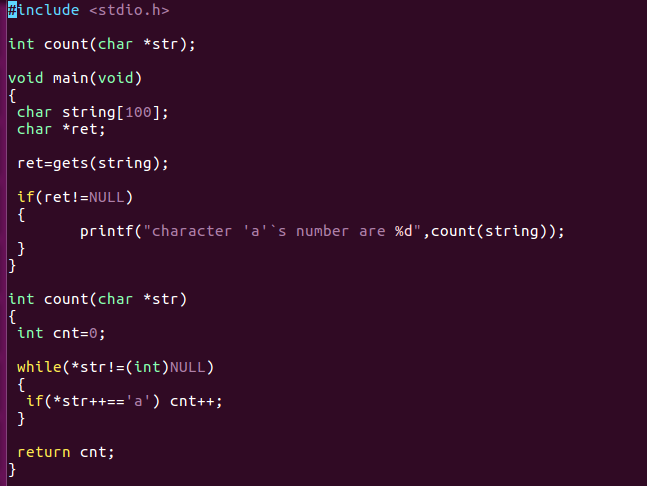 #include <stdio.h>
int count(char *str);
void main(void)
{
char string[100];
char *ret;
ret=gets(string);
if(ret!=NULL)
{
printf("character 'a'`s number are %d",count(string));
}
}
int count(char *str)
{
int cnt=0;
while(*str!=(int)NULL)
{
if(*str++=='a') cnt++;
}
return cnt;
}